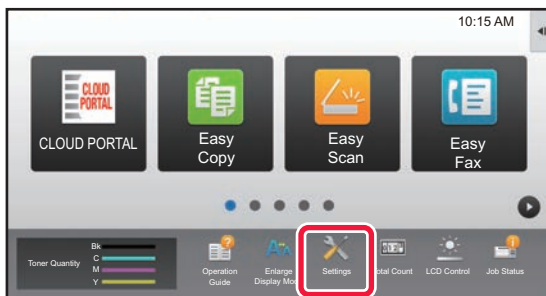 10:15 AM
CLOUD
PORTAL
CLOUD PORTAL
Easy
Copy
Easy
Scan
Easy
Fax
Toner Quantity
Bk
C
M
Y
Operation
Guide
Enlarge
Display Mo
Settings
otal Count
LCD Control
Job Status